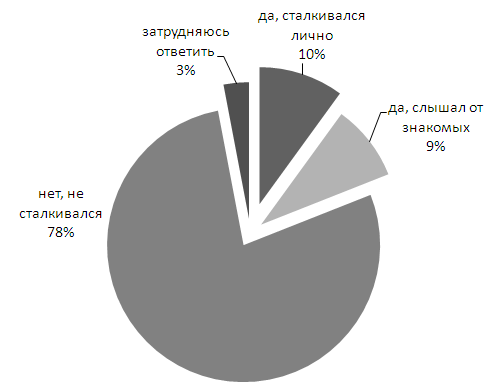 да, сталкивался
лично
10%
затрудняюсь
ответить
3%
да, слышал от
знакомых
9%
нет, не
сталкивался
78%